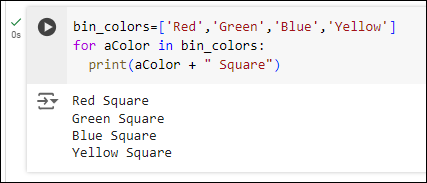 0s
bin_colors=['Red','Green','Blue','Yellow']
for aColor in bin_colors:
  print(aColor + " Square")
Red Square
Green Square
Blue Square
Yellow Square